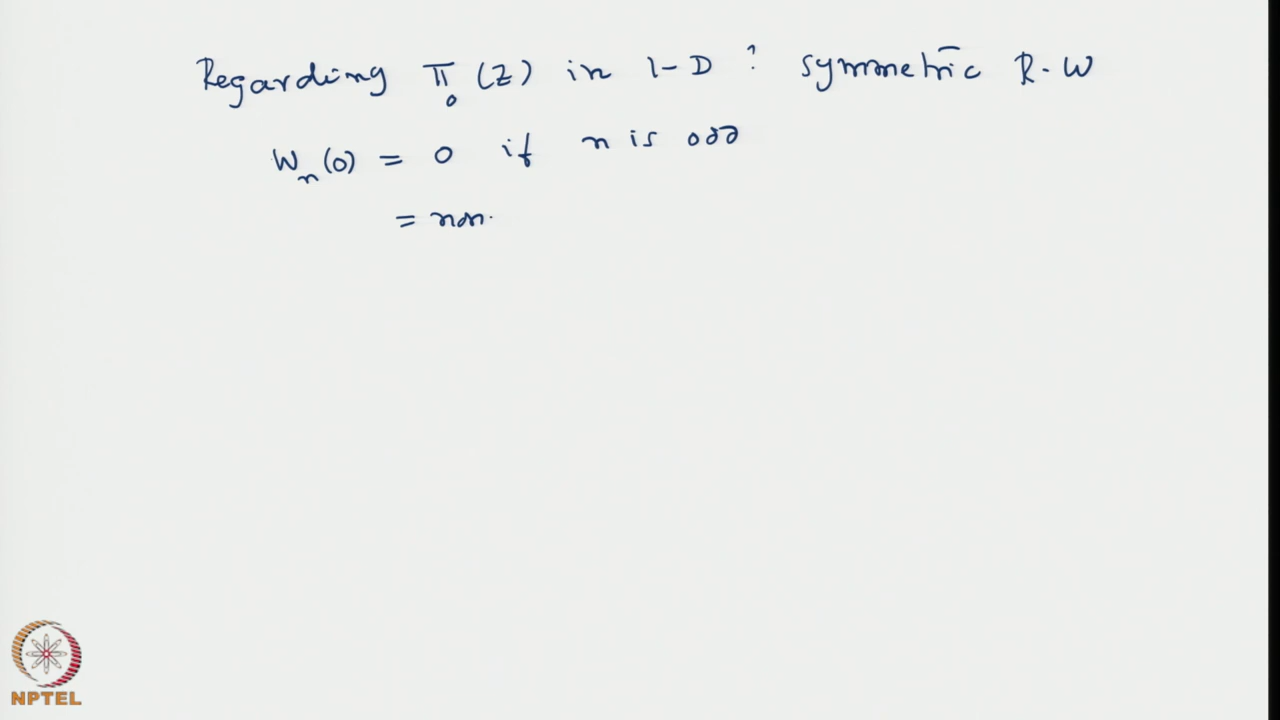 Regarding Π₀(z) in 1-D : symmetric R.W
Wₙ(0) = 0 if n is odd
= non.
NPTEL